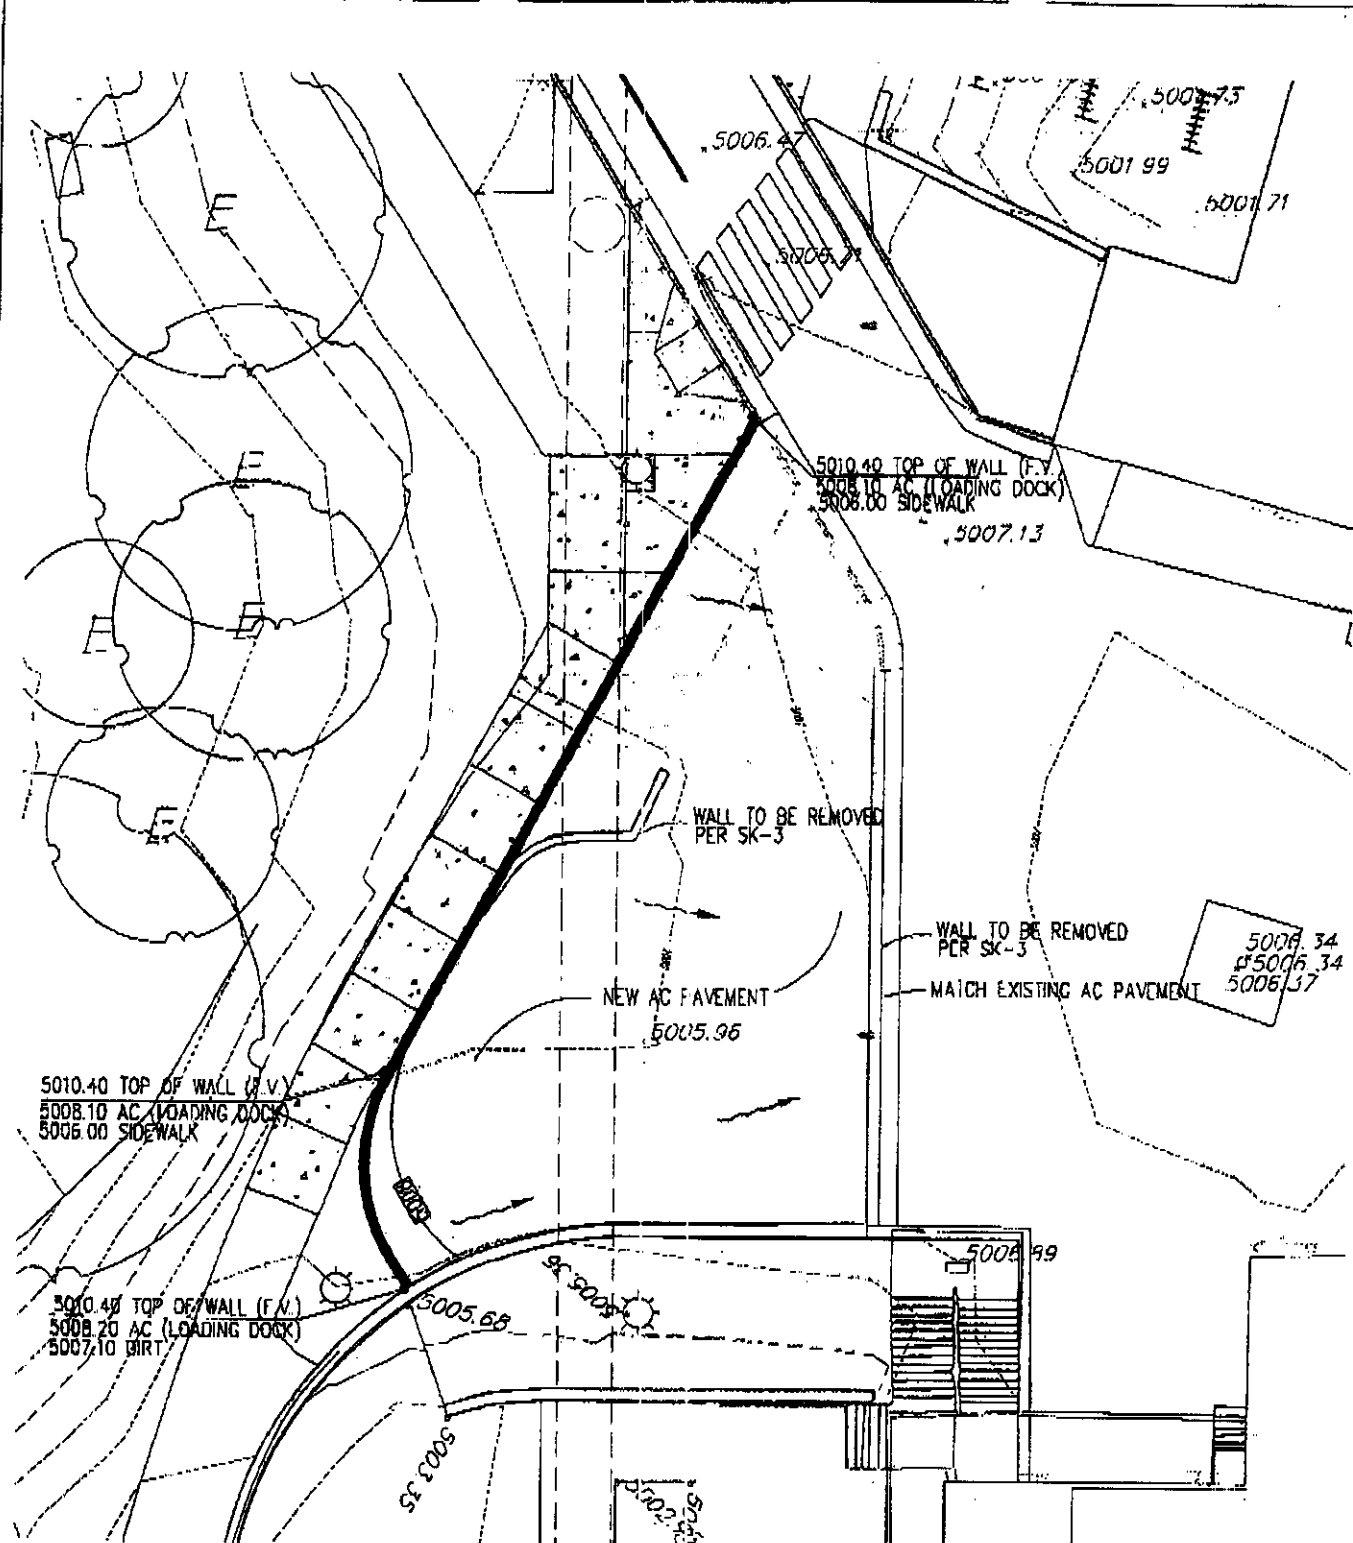 5006.47
5001 99
5001.71
5010.40 TOP OF WALL (F.V.)
5008.10 AC (LOADING DOCK)
5006.00 SIDEWALK
5007.13
E
E
E
E
E
WALL TO BE REMOVED
PER SK-3
WALL TO BE REMOVED
PER SK-3
5006.34
5006.34
5006.37
NEW AC PAVEMENT
MATCH EXISTING AC PAVEMENT
5005.96
5010.40 TOP OF WALL (F.V.)
5008.10 AC (LOADING DOCK)
5006.00 SIDEWALK
5005.36
5005.68
5010.40 TOP OF WALL (F.V.)
5008.20 AC (LOADING DOCK)
5007.10 DIRT
5003.35